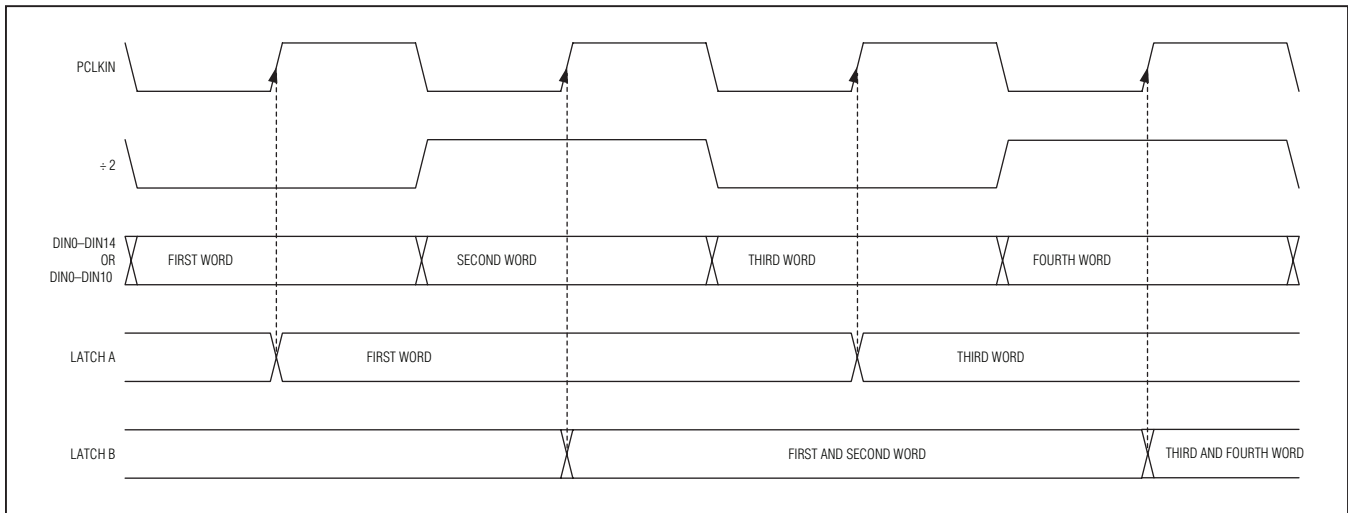 PCLKIN
÷ 2
DIN0–DIN14
OR
DIN0–DIN10
FIRST WORD
SECOND WORD
THIRD WORD
FOURTH WORD
LATCH A
FIRST WORD
THIRD WORD
LATCH B
FIRST AND SECOND WORD
THIRD AND FOURTH WORD